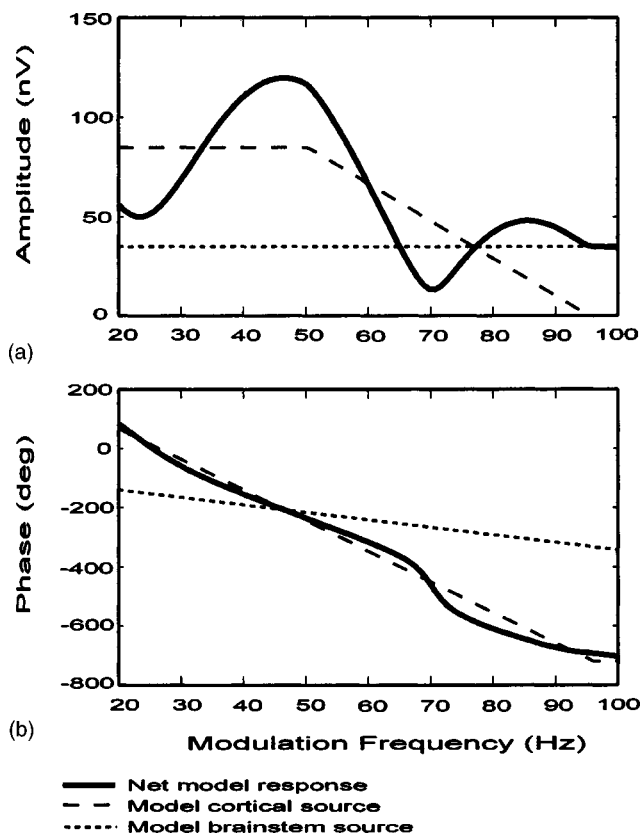 150
100
50
0
Amplitude (nV)
20 30 40 50 60 70 80 90 100
(a)
200
0
-200
-400
-600
-800
Phase (deg)
20 30 40 50 60 70 80 90 100
(b)
Modulation Frequency (Hz)
Net model response
Model cortical source
Model brainstem source